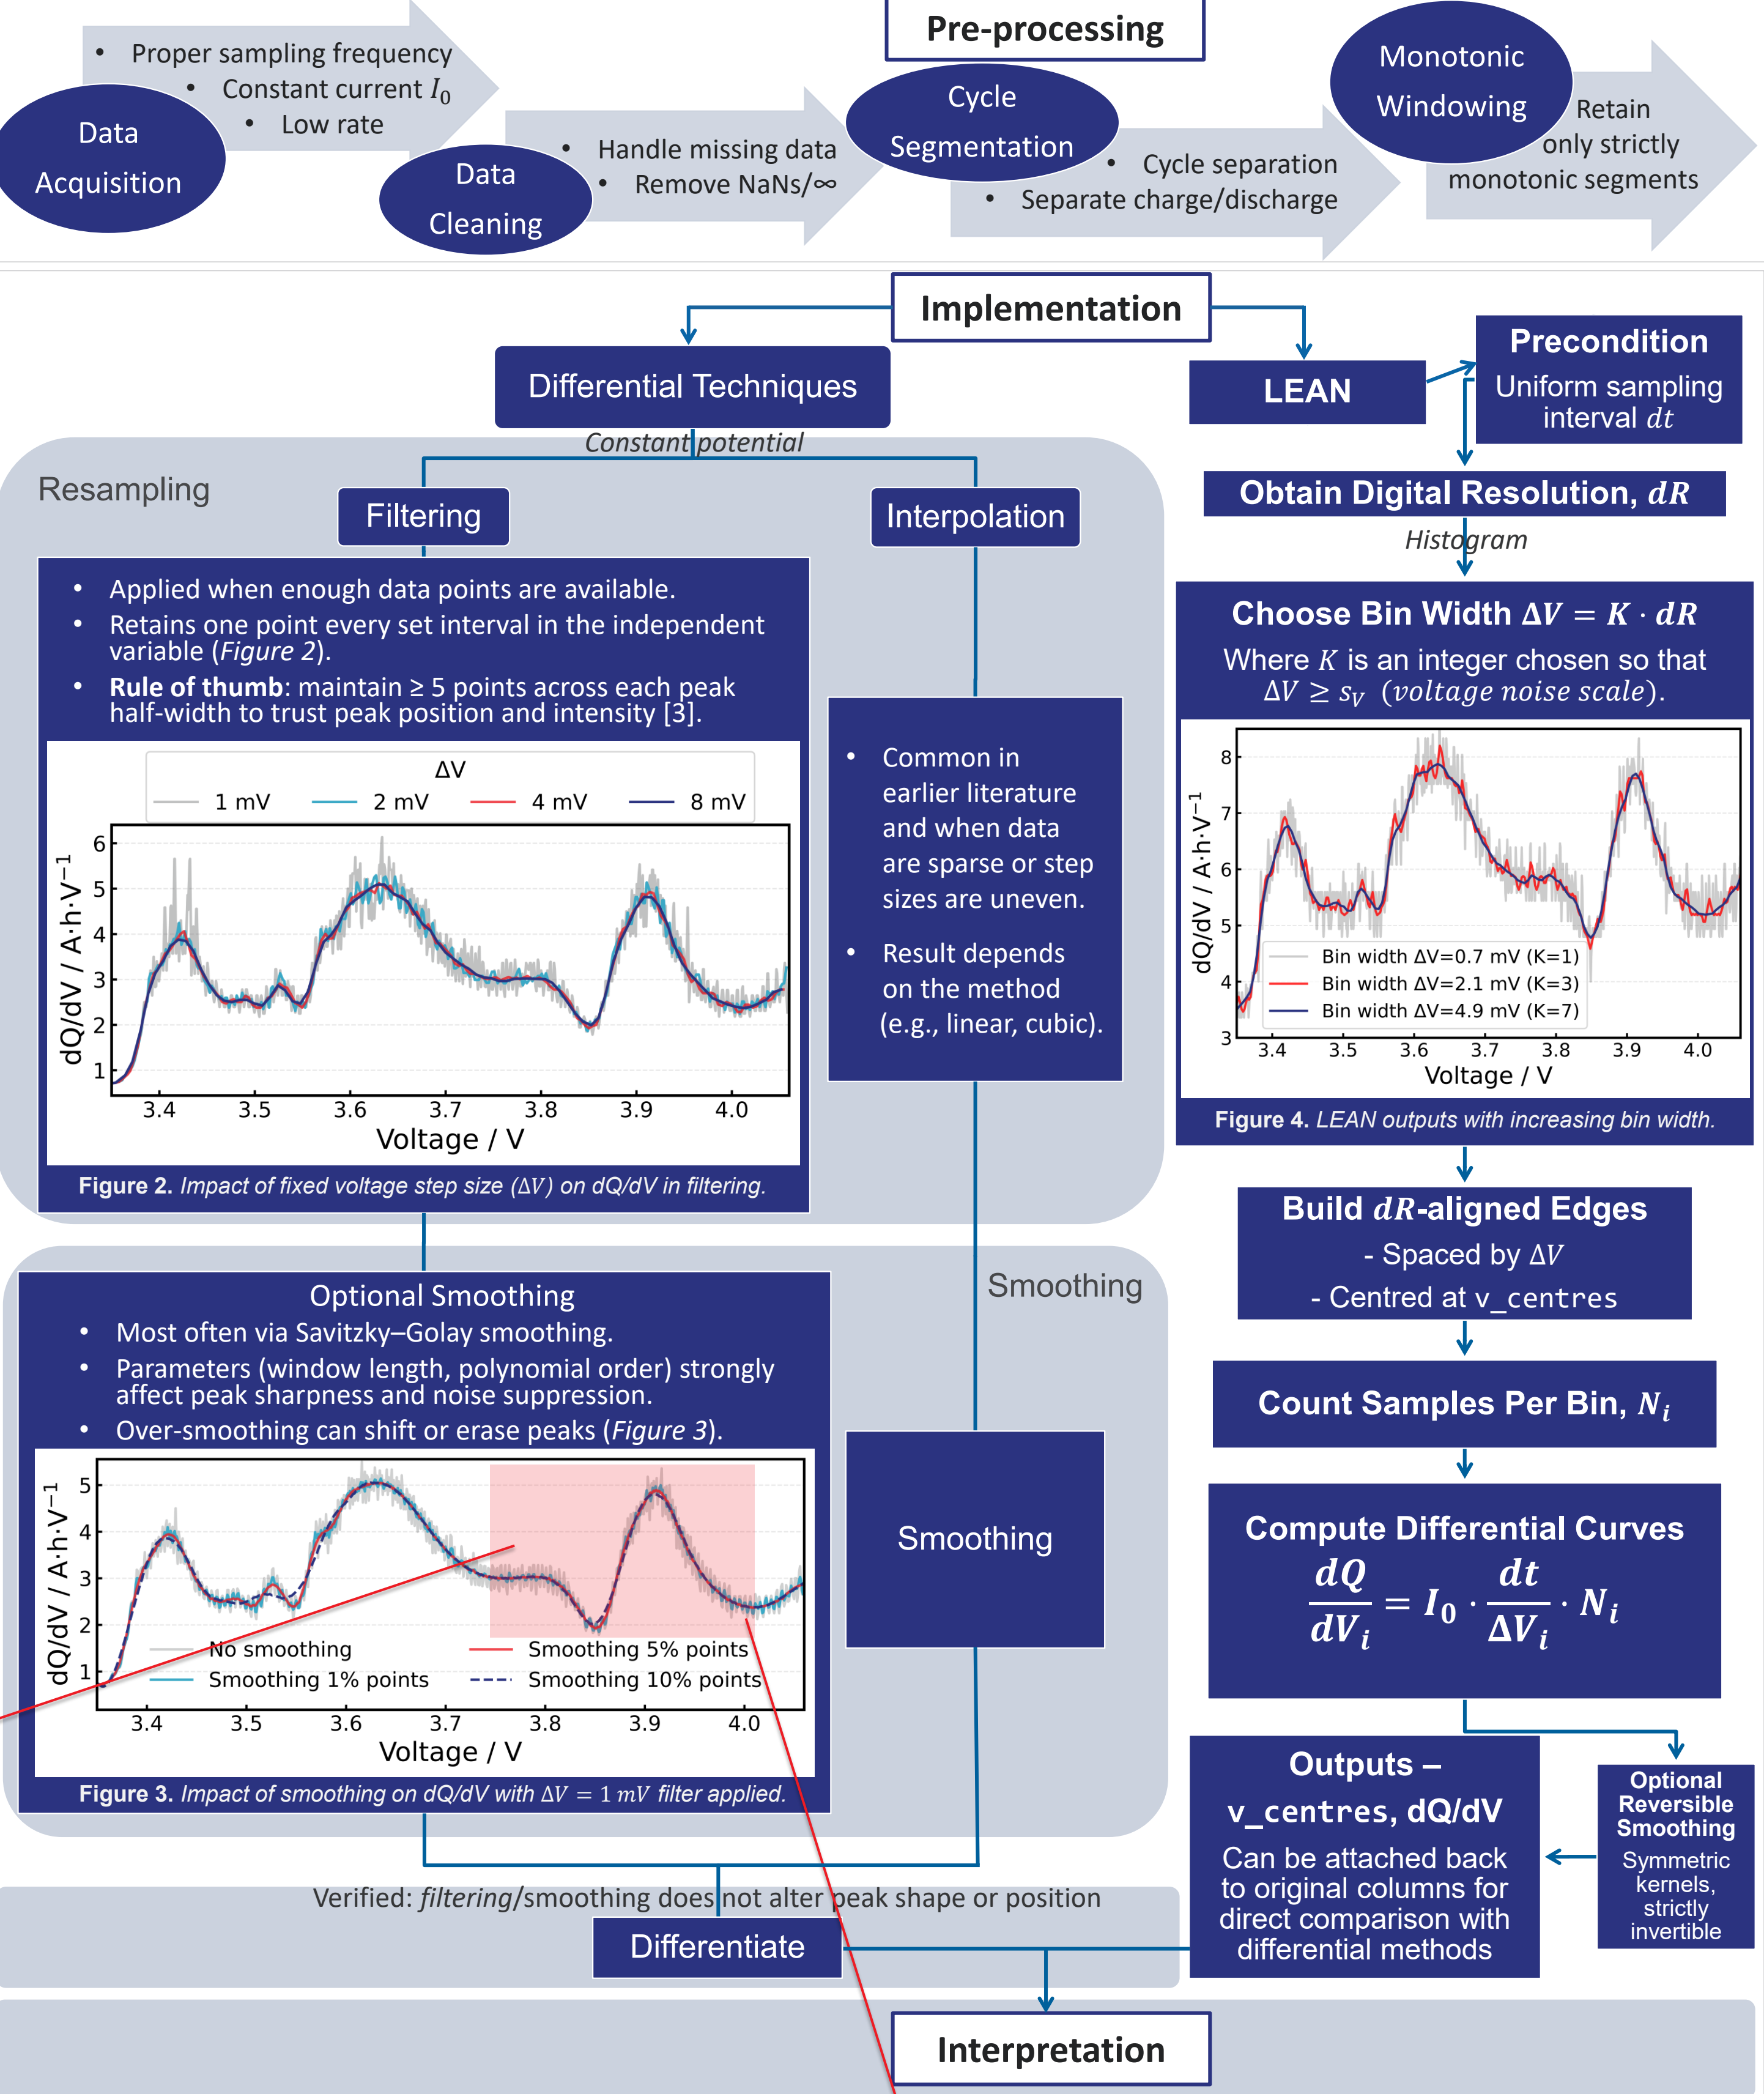 Pre-processing
• Proper sampling frequency
• Constant current I₀
• Low rate
Data
Acquisition
• Handle missing data
• Remove NaNs/∞
Data
Cleaning
Cycle
Segmentation
• Cycle separation
• Separate charge/discharge
Monotonic
Windowing
Retain
only strictly
monotonic segments
Implementation
Differential Techniques
Constant potential
Resampling
Filtering
Interpolation
• Applied when enough data points are available.
• Retains one point every set interval in the independent
variable (Figure 2).
• Rule of thumb: maintain ≥ 5 points across each peak
half-width to trust peak position and intensity [3].
ΔV
1 mV 2 mV 4 mV 8 mV
dQ/dV / A·h·V⁻¹
6
5
4
3
2
1
3.4 3.5 3.6 3.7 3.8 3.9 4.0
Voltage / V
Figure 2. Impact of fixed voltage step size (ΔV) on dQ/dV in filtering.
• Common in
earlier literature
and when data
are sparse or step
sizes are uneven.
• Result depends
on the method
(e.g., linear, cubic).
Smoothing
Optional Smoothing
• Most often via Savitzky–Golay smoothing.
• Parameters (window length, polynomial order) strongly
affect peak sharpness and noise suppression.
• Over-smoothing can shift or erase peaks (Figure 3).
dQ/dV / A·h·V⁻¹
5
4
3
2
1
No smoothing Smoothing 5% points
Smoothing 1% points Smoothing 10% points
3.4 3.5 3.6 3.7 3.8 3.9 4.0
Voltage / V
Figure 3. Impact of smoothing on dQ/dV with ΔV = 1 mV filter applied.
Smoothing
Verified: filtering/smoothing does not alter peak shape or position
Differentiate
LEAN
Precondition
Uniform sampling
interval dt
Obtain Digital Resolution, dR
Histogram
Choose Bin Width ΔV = K · dR
Where K is an integer chosen so that
ΔV ≥ s_V (voltage noise scale).
dQ/dV / A·h·V⁻¹
8
7
6
5
4
3
Bin width ΔV=0.7 mV (K=1)
Bin width ΔV=2.1 mV (K=3)
Bin width ΔV=4.9 mV (K=7)
3.4 3.5 3.6 3.7 3.8 3.9 4.0
Voltage / V
Figure 4. LEAN outputs with increasing bin width.
Build dR-aligned Edges
- Spaced by ΔV
- Centred at v_centres
Count Samples Per Bin, Nᵢ
Compute Differential Curves
dQ/dVᵢ = I₀ · dt/ΔVᵢ · Nᵢ
Outputs –
v_centres, dQ/dV
Can be attached back
to original columns for
direct comparison with
differential methods
Optional
Reversible
Smoothing
Symmetric
kernels,
strictly
invertible
Interpretation